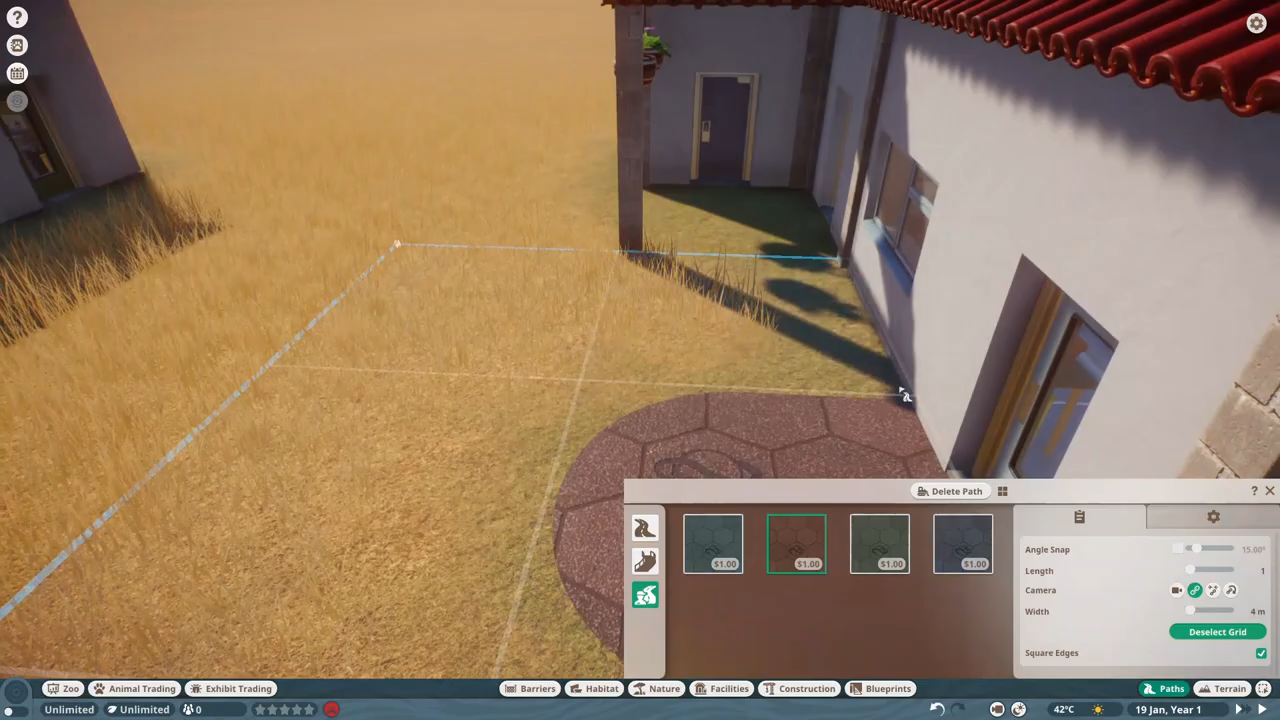 ?
Delete Path
?
$1.00 $1.00 $1.00 $1.00
Angle Snap 15.00°
Length 1
Camera
Width 4 m
Deselect Grid
Square Edges
Zoo Animal Trading Exhibit Trading Barriers Habitat Nature Facilities Construction Blueprints Paths Terrain
Unlimited Unlimited 0 42°C 19 Jan, Year 1